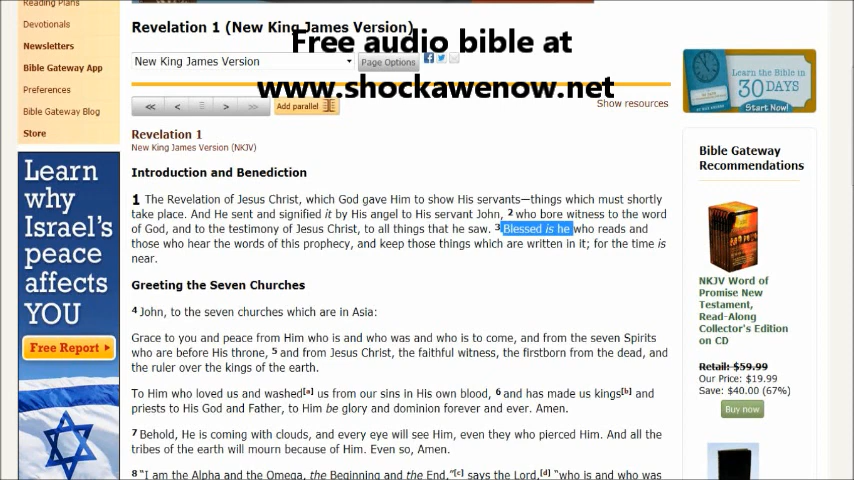 Reading Plans
Devotionals
Newsletters
Bible Gateway App
Preferences
Bible Gateway Blog
Store
Learn
why
Israel's
peace
affects
YOU
Free Report
Revelation 1 (New King James Version)
Free audio bible at
New King James Version
Page Options
www.shockawenow.net
Add parallel
Show resources
Revelation 1
New King James Version (NKJV)
Introduction and Benediction
1 The Revelation of Jesus Christ, which God gave Him to show His servants—things which must shortly
take place. And He sent and signified it by His angel to His servant John, 2 who bore witness to the word
of God, and to the testimony of Jesus Christ, to all things that he saw. 3 Blessed is he who reads and
those who hear the words of this prophecy, and keep those things which are written in it; for the time is
near.
Greeting the Seven Churches
4 John, to the seven churches which are in Asia:
Grace to you and peace from Him who is and who was and who is to come, and from the seven Spirits
who are before His throne, 5 and from Jesus Christ, the faithful witness, the firstborn from the dead, and
the ruler over the kings of the earth.
To Him who loved us and washed[a] us from our sins in His own blood, 6 and has made us kings[b] and
priests to His God and Father, to Him be glory and dominion forever and ever. Amen.
7 Behold, He is coming with clouds, and every eye will see Him, even they who pierced Him. And all the
tribes of the earth will mourn because of Him. Even so, Amen.
8 "I am the Alpha and the Omega, the Beginning and the End,"[c] says the Lord,[d] "who is and who was
Learn the Bible in
30 DAYS
Start Now!
Bible Gateway
Recommendations
NKJV Word of
Promise New
Testament,
Read-Along
Collector's Edition
on CD
Retail: $59.99
Our Price: $19.99
Save: $40.00 (67%)
Buy now